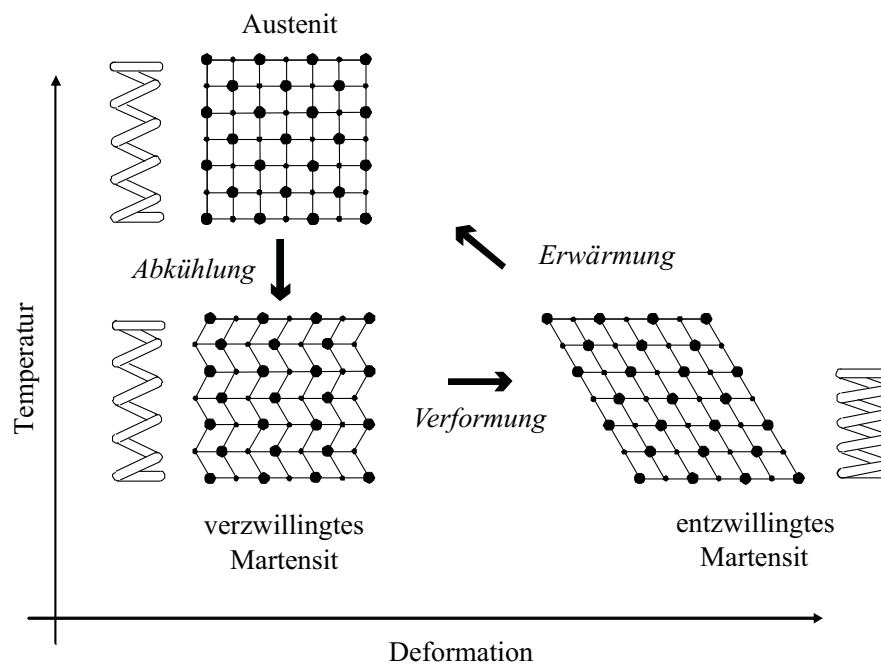 Austenit
Abkühlung
Erwärmung
Temperatur
Verformung
verzwillingtes
Martensit
entzwillingtes
Martensit
Deformation